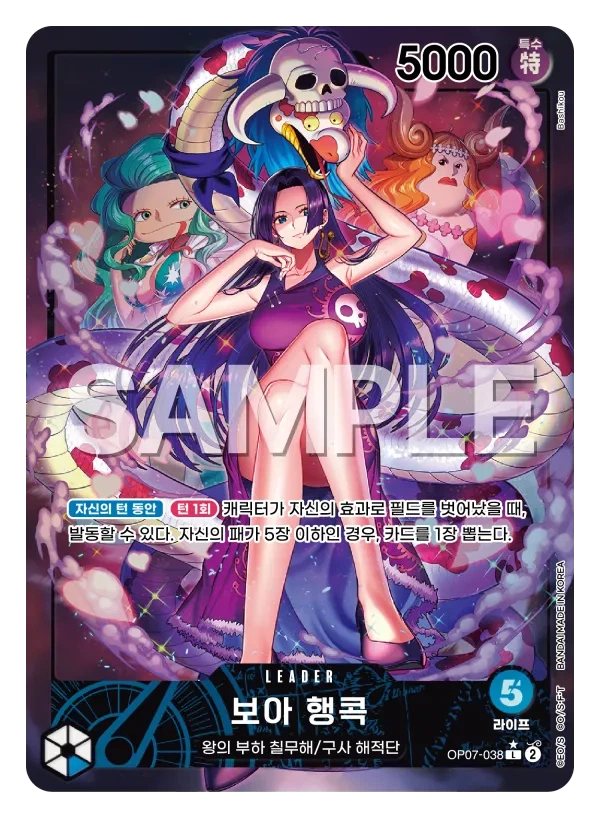 5000
특수
特
Bashikou
SAMPLE
자신의 턴 동안 턴 1회 캐릭터가 자신의 효과로 필드를 벗어났을 때,
발동할 수 있다. 자신의 패가 5장 이하인 경우, 카드를 1장 뽑는다.
LEADER
보아 행콕
5
라이프
왕의 부하 칠무해/구사 해적단
OP07-038 L 2
©EO/S ©O/S·F·T BANDAI MADE IN KOREA